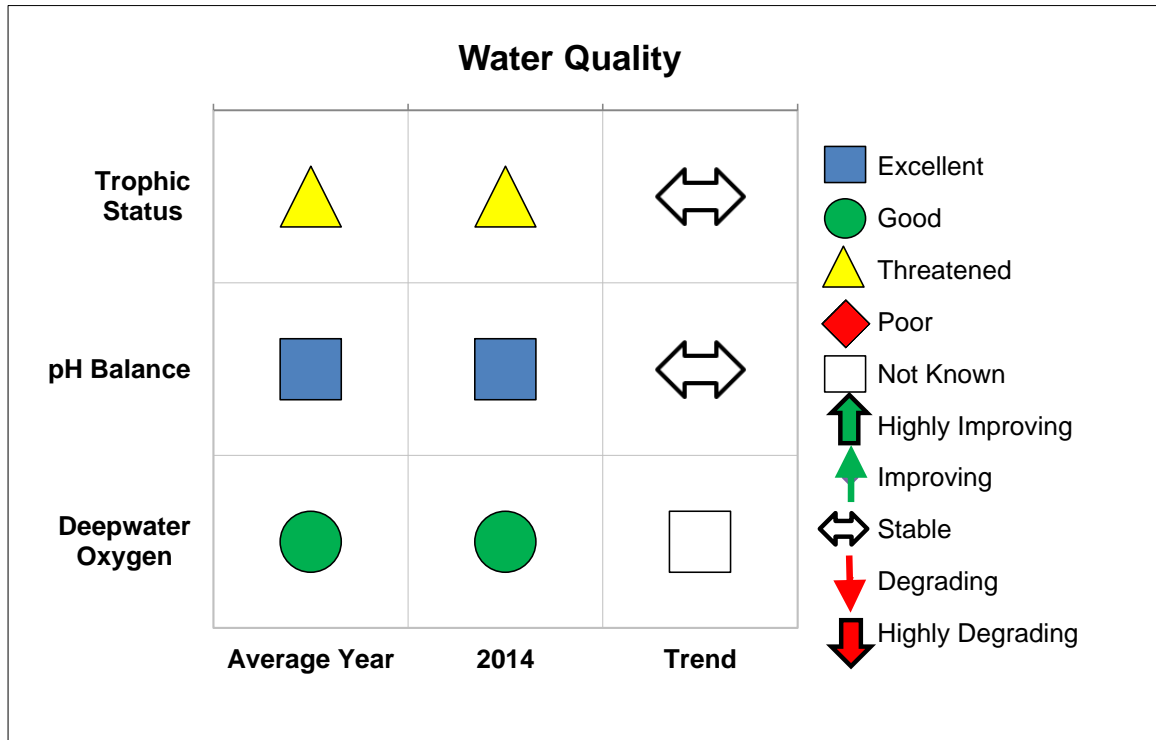 Water Quality
Trophic
Status
pH Balance
Deepwater
Oxygen
Average Year
2014
Trend
Excellent
Good
Threatened
Poor
Not Known
Highly Improving
Improving
Stable
Degrading
Highly Degrading